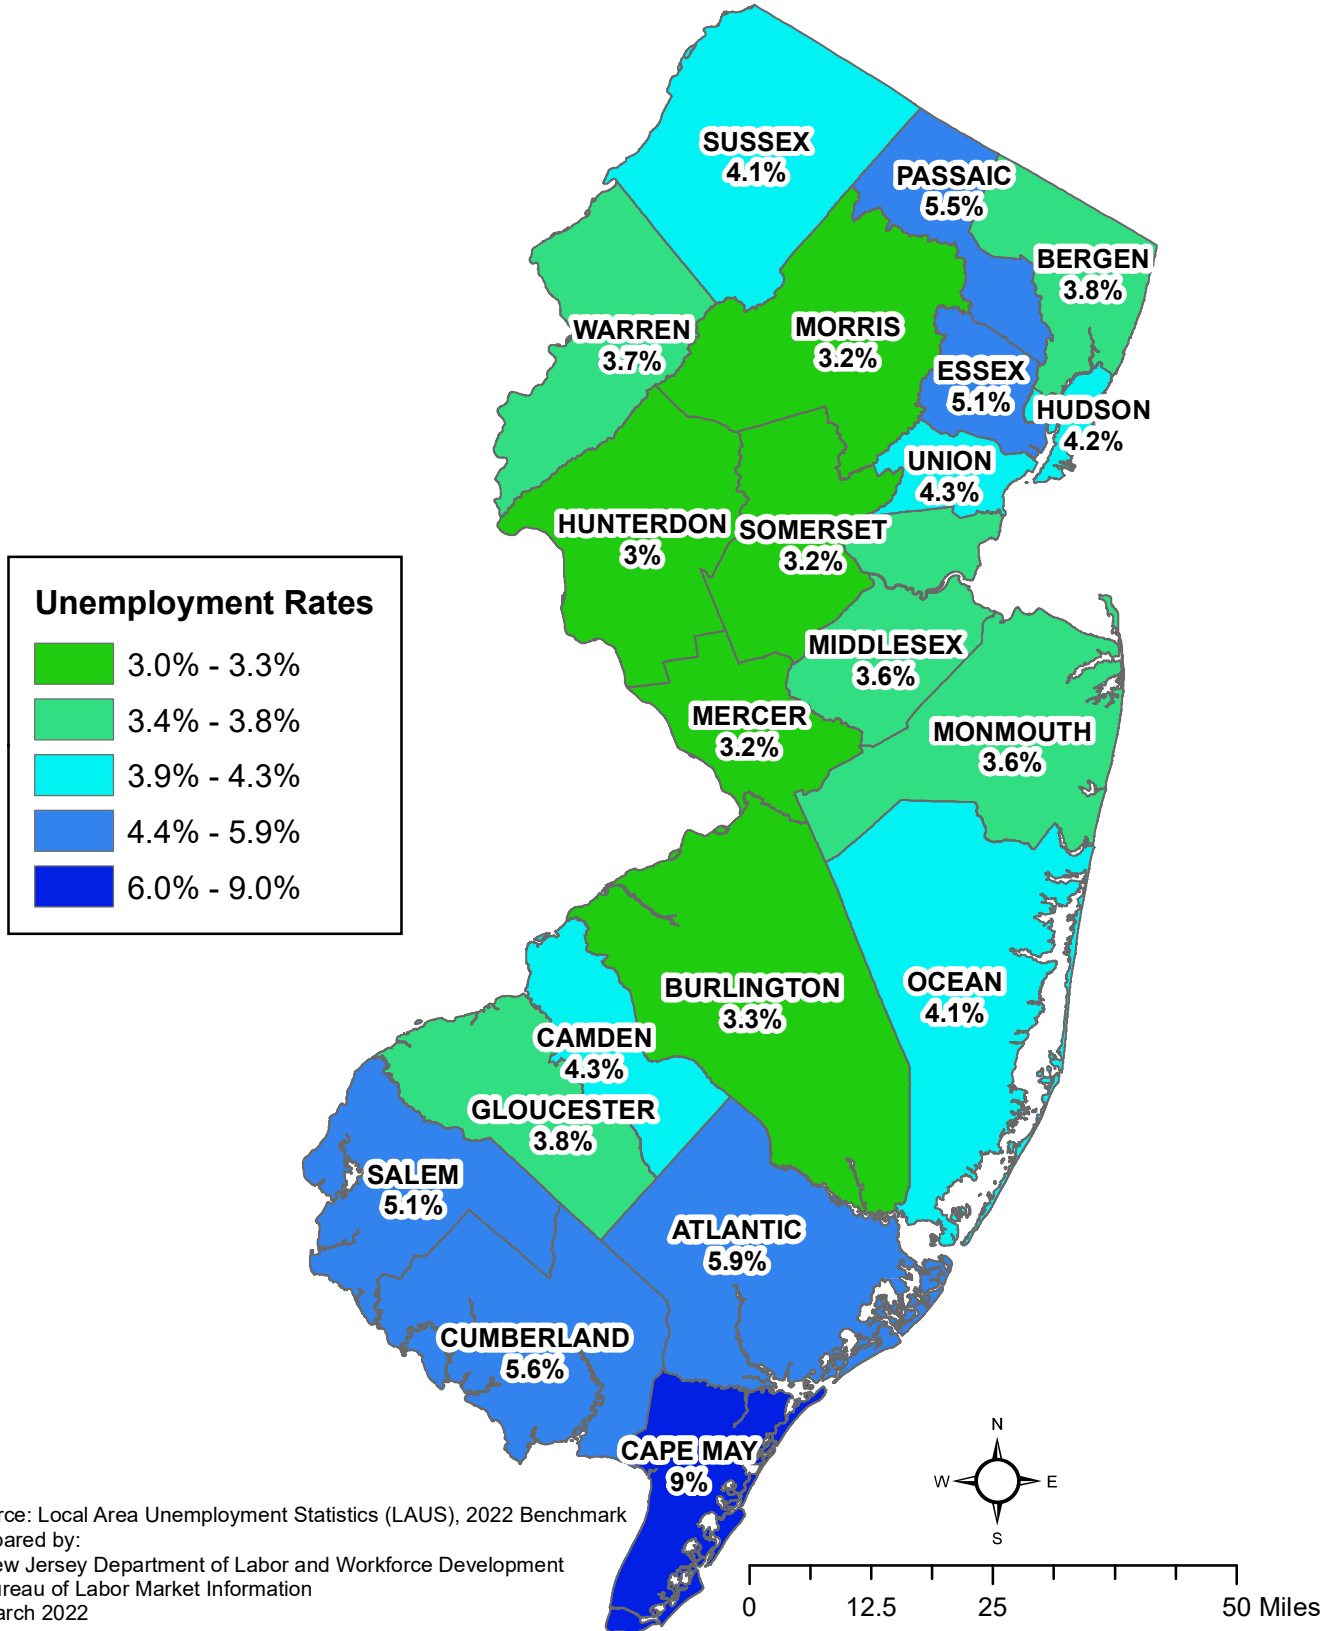 SUSSEX
4.1%
PASSAIC
5.5%
BERGEN
3.8%
WARREN
3.7%
MORRIS
3.2%
ESSEX
5.1%
HUDSON
4.2%
UNION
4.3%
HUNTERDON
3%
SOMERSET
3.2%
MIDDLESEX
3.6%
MERCER
3.2%
MONMOUTH
3.6%
Unemployment Rates
3.0% - 3.3%
3.4% - 3.8%
3.9% - 4.3%
4.4% - 5.9%
6.0% - 9.0%
BURLINGTON
3.3%
OCEAN
4.1%
CAMDEN
4.3%
GLOUCESTER
3.8%
SALEM
5.1%
ATLANTIC
5.9%
CUMBERLAND
5.6%
CAPE MAY
9%
N
W E
S
rce: Local Area Unemployment Statistics (LAUS), 2022 Benchmark
pared by:
ew Jersey Department of Labor and Workforce Development
ureau of Labor Market Information
arch 2022
0 12.5 25 50 Miles